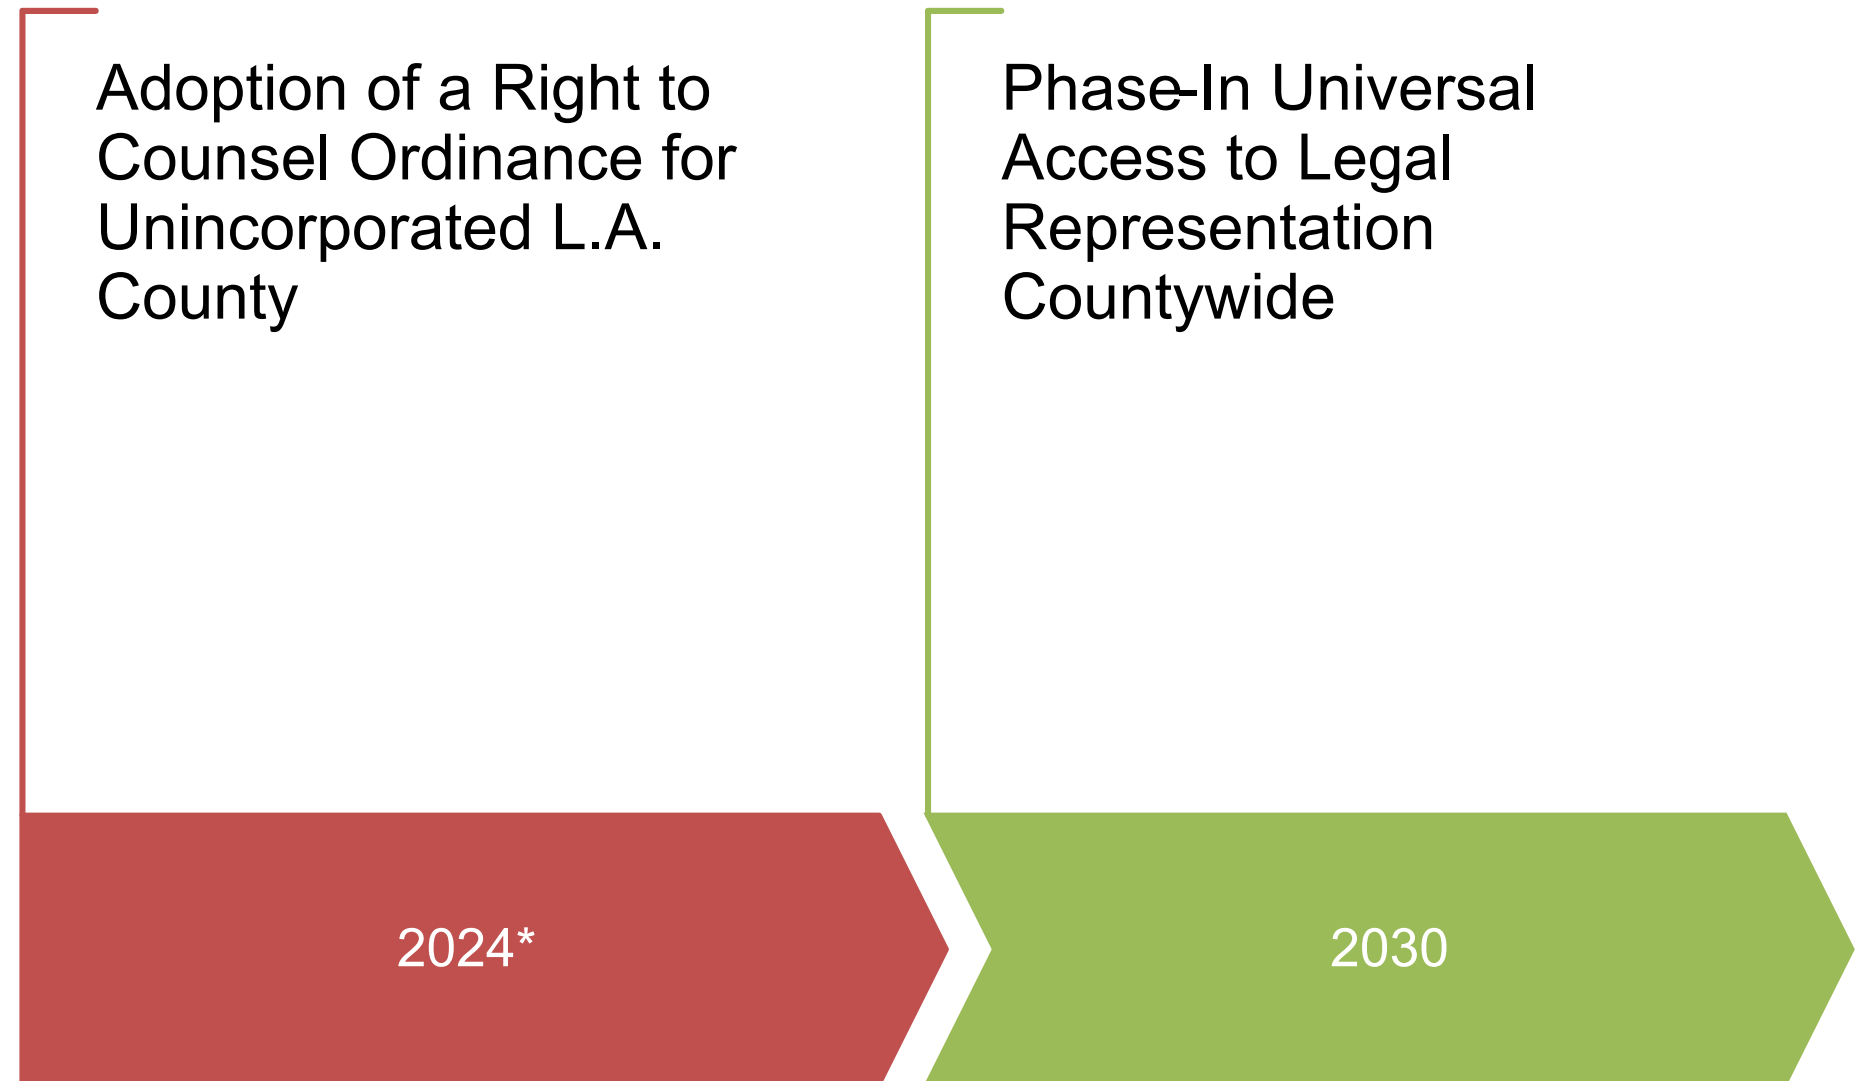 Adoption of a Right to
Counsel Ordinance for
Unincorporated L.A.
County
Phase-In Universal
Access to Legal
Representation
Countywide
2024*
2030